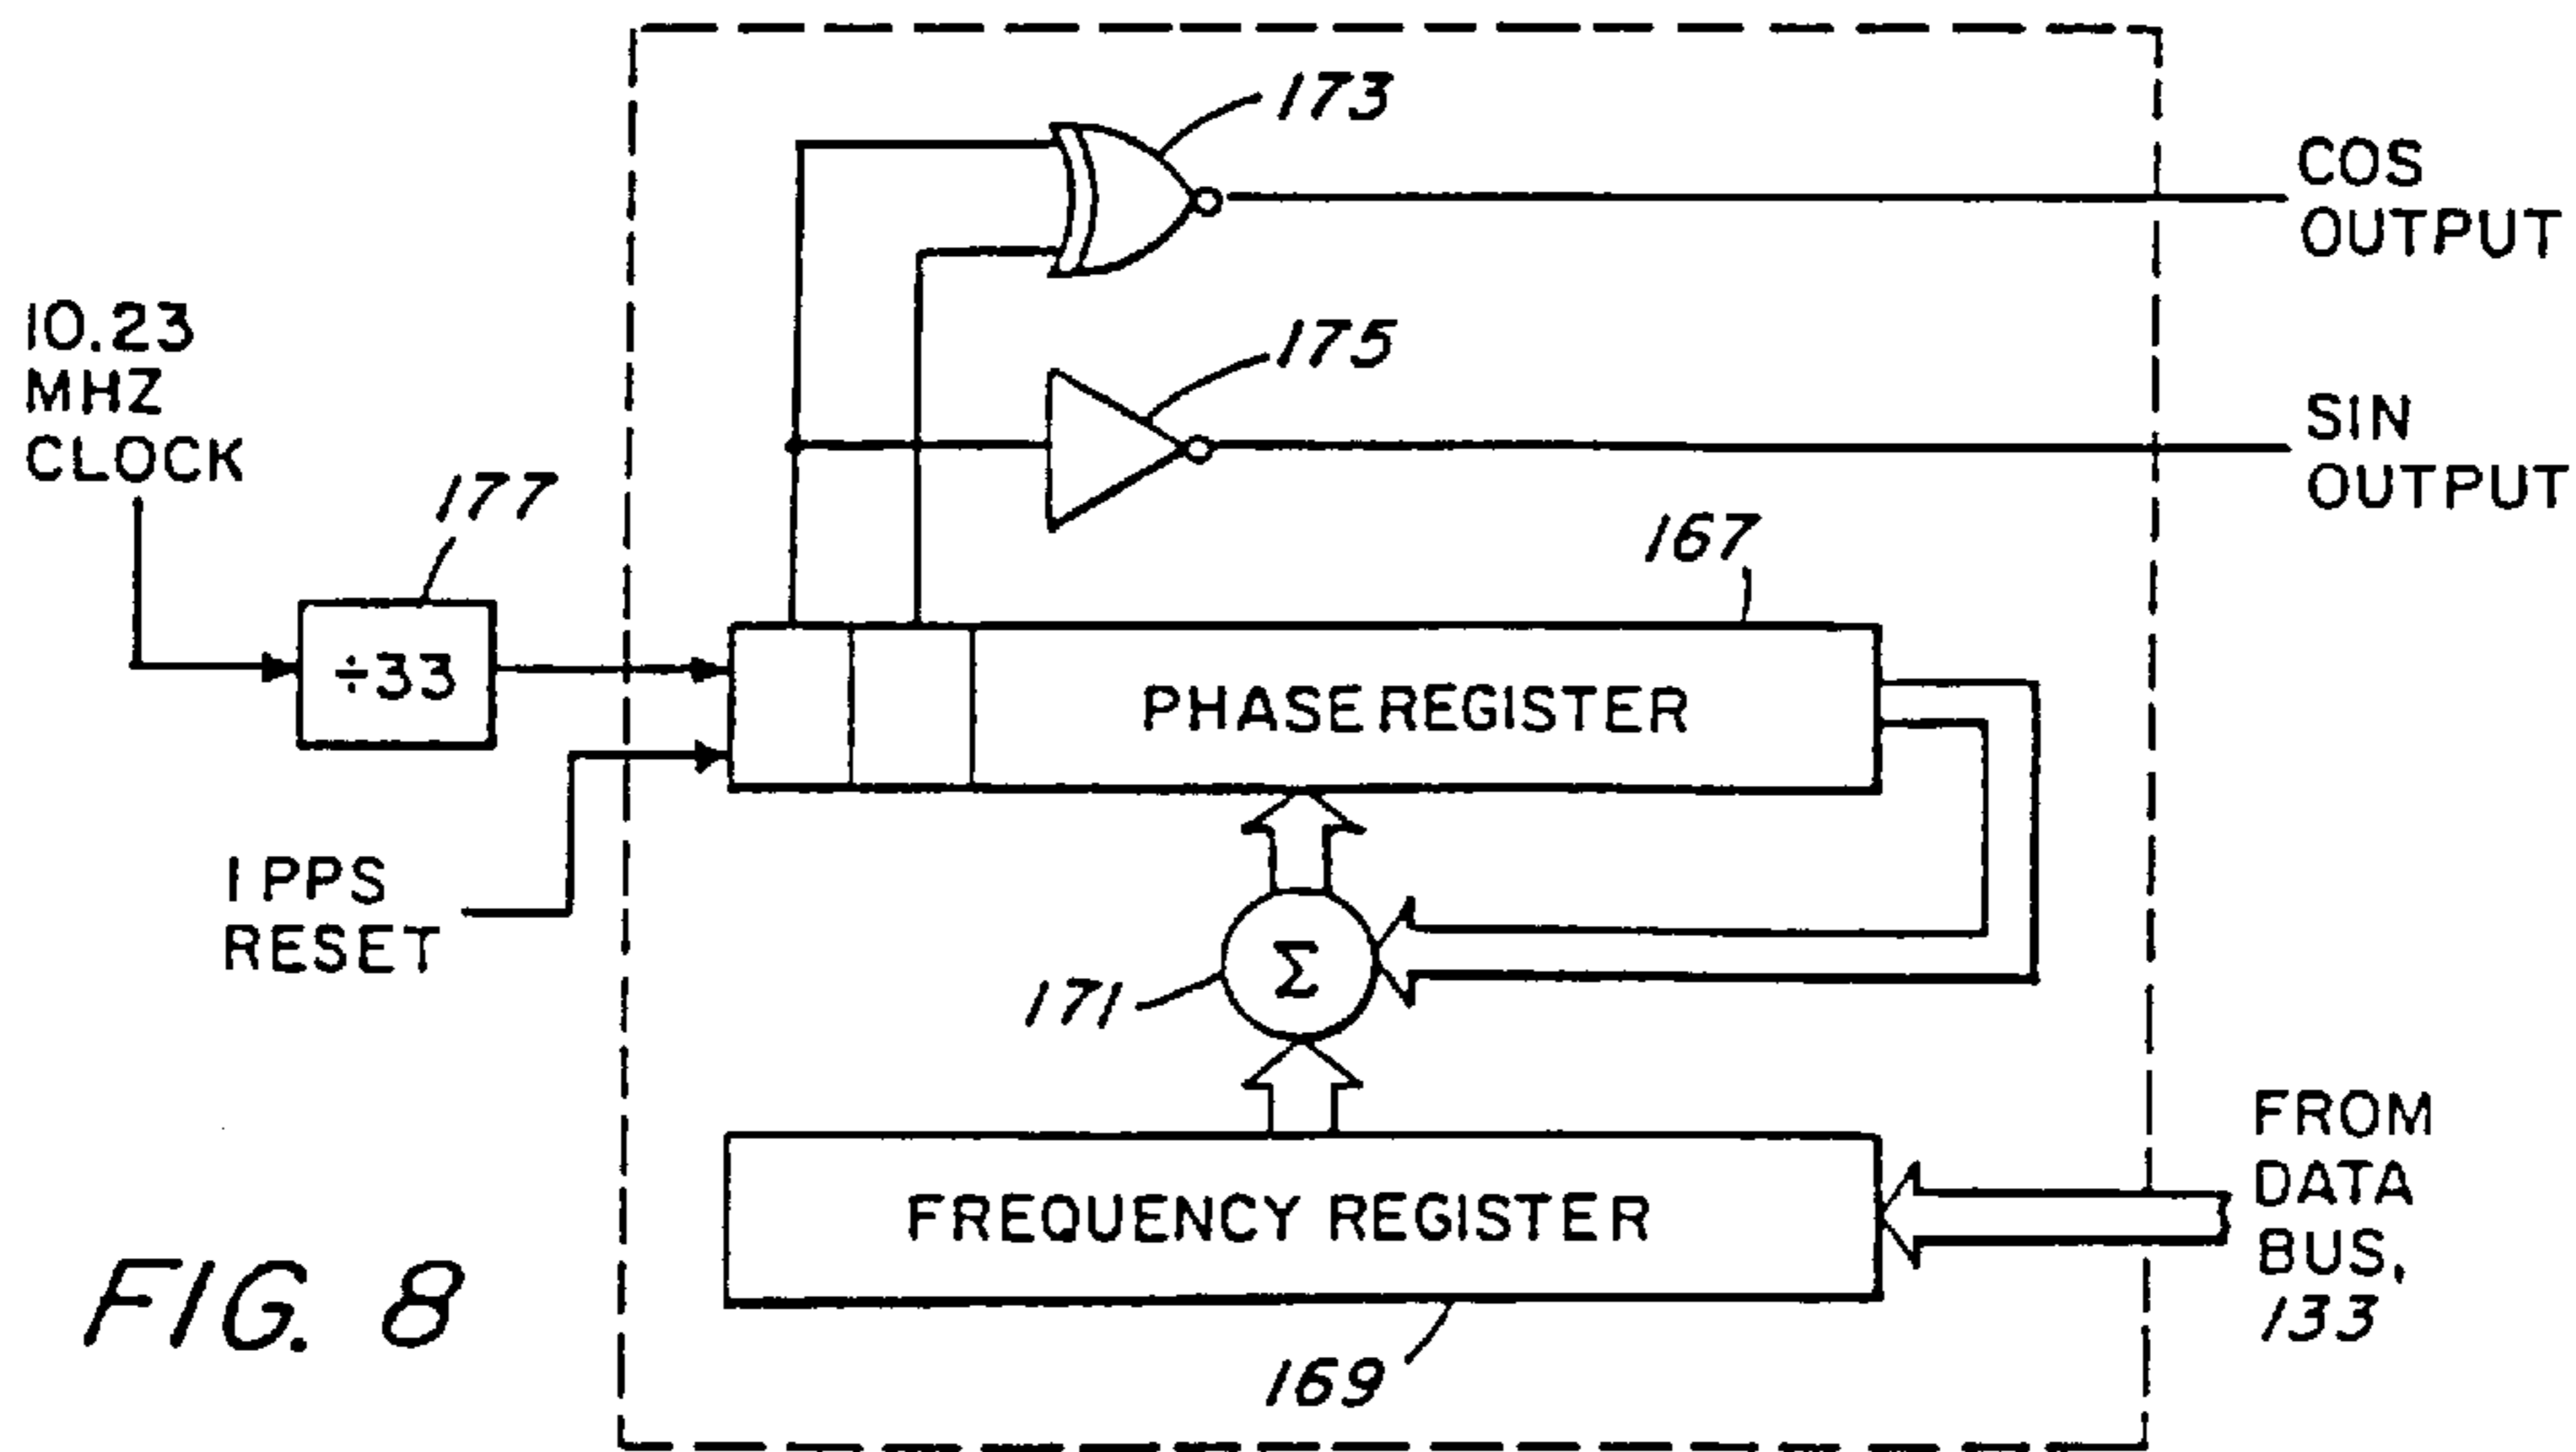 173
COS
OUTPUT
10.23
MHZ
CLOCK
175
SIN
OUTPUT
177
167
÷33
PHASE REGISTER
1 PPS
RESET
Σ
171
FROM
DATA
BUS,
133
FREQUENCY REGISTER
169
FIG. 8